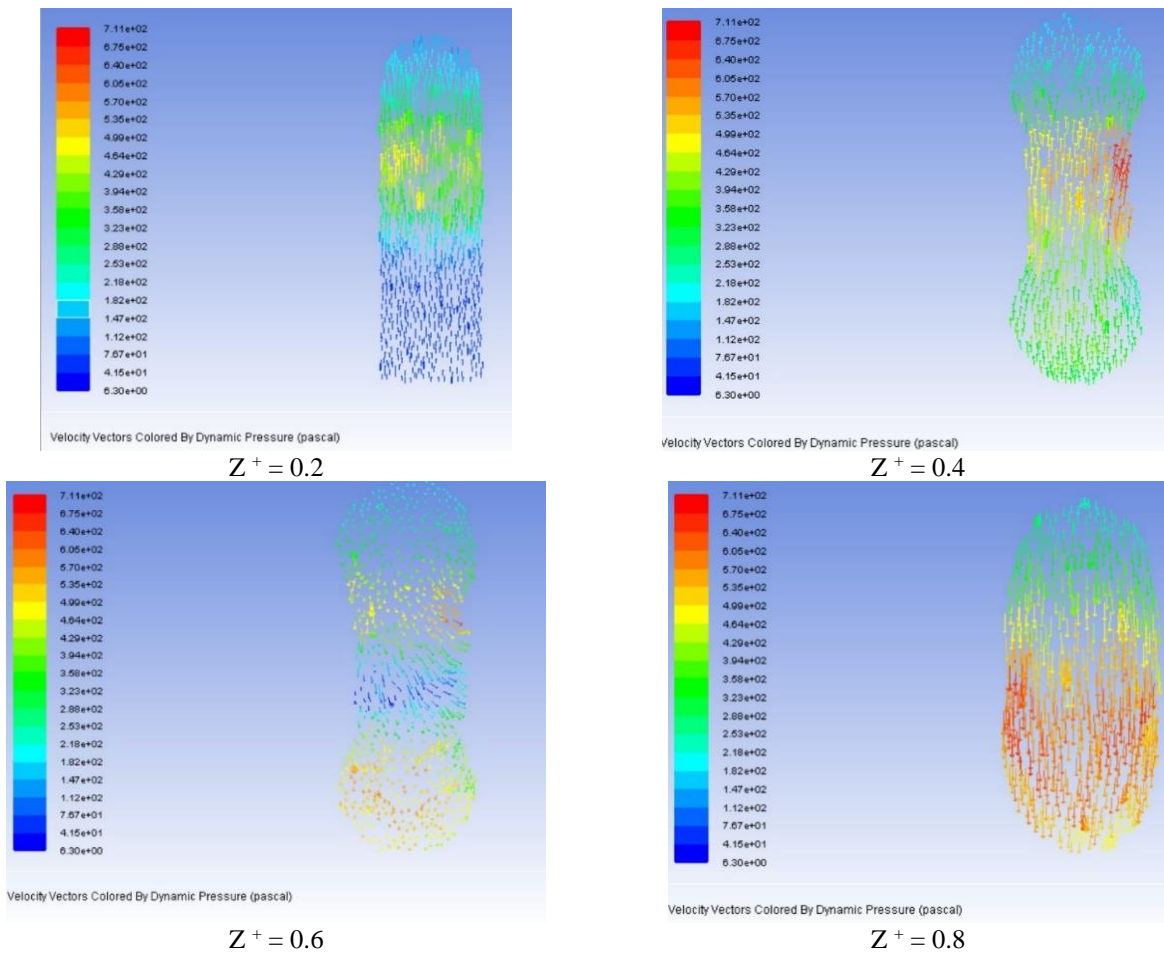 7.11e+02
6.75e+02
6.40e+02
6.05e+02
5.70e+02
5.35e+02
4.99e+02
4.64e+02
4.29e+02
3.94e+02
3.58e+02
3.23e+02
2.88e+02
2.53e+02
2.18e+02
1.82e+02
1.47e+02
1.12e+02
7.67e+01
4.15e+01
6.30e+00
Velocity Vectors Colored By Dynamic Pressure (pascal)
Z + = 0.2
7.11e+02
6.75e+02
6.40e+02
6.05e+02
5.70e+02
5.35e+02
4.99e+02
4.64e+02
4.29e+02
3.94e+02
3.58e+02
3.23e+02
2.88e+02
2.53e+02
2.18e+02
1.82e+02
1.47e+02
1.12e+02
7.67e+01
4.15e+01
6.30e+00
Velocity Vectors Colored By Dynamic Pressure (pascal)
Z + = 0.4
7.11e+02
6.75e+02
6.40e+02
6.05e+02
5.70e+02
5.35e+02
4.99e+02
4.64e+02
4.29e+02
3.94e+02
3.58e+02
3.23e+02
2.88e+02
2.53e+02
2.18e+02
1.82e+02
1.47e+02
1.12e+02
7.67e+01
4.15e+01
6.30e+00
Velocity Vectors Colored By Dynamic Pressure (pascal)
Z + = 0.6
7.11e+02
6.75e+02
6.40e+02
6.05e+02
5.70e+02
5.35e+02
4.99e+02
4.64e+02
4.29e+02
3.94e+02
3.58e+02
3.23e+02
2.88e+02
2.53e+02
2.18e+02
1.82e+02
1.47e+02
1.12e+02
7.67e+01
4.15e+01
6.30e+00
Velocity Vectors Colored By Dynamic Pressure (pascal)
Z + = 0.8